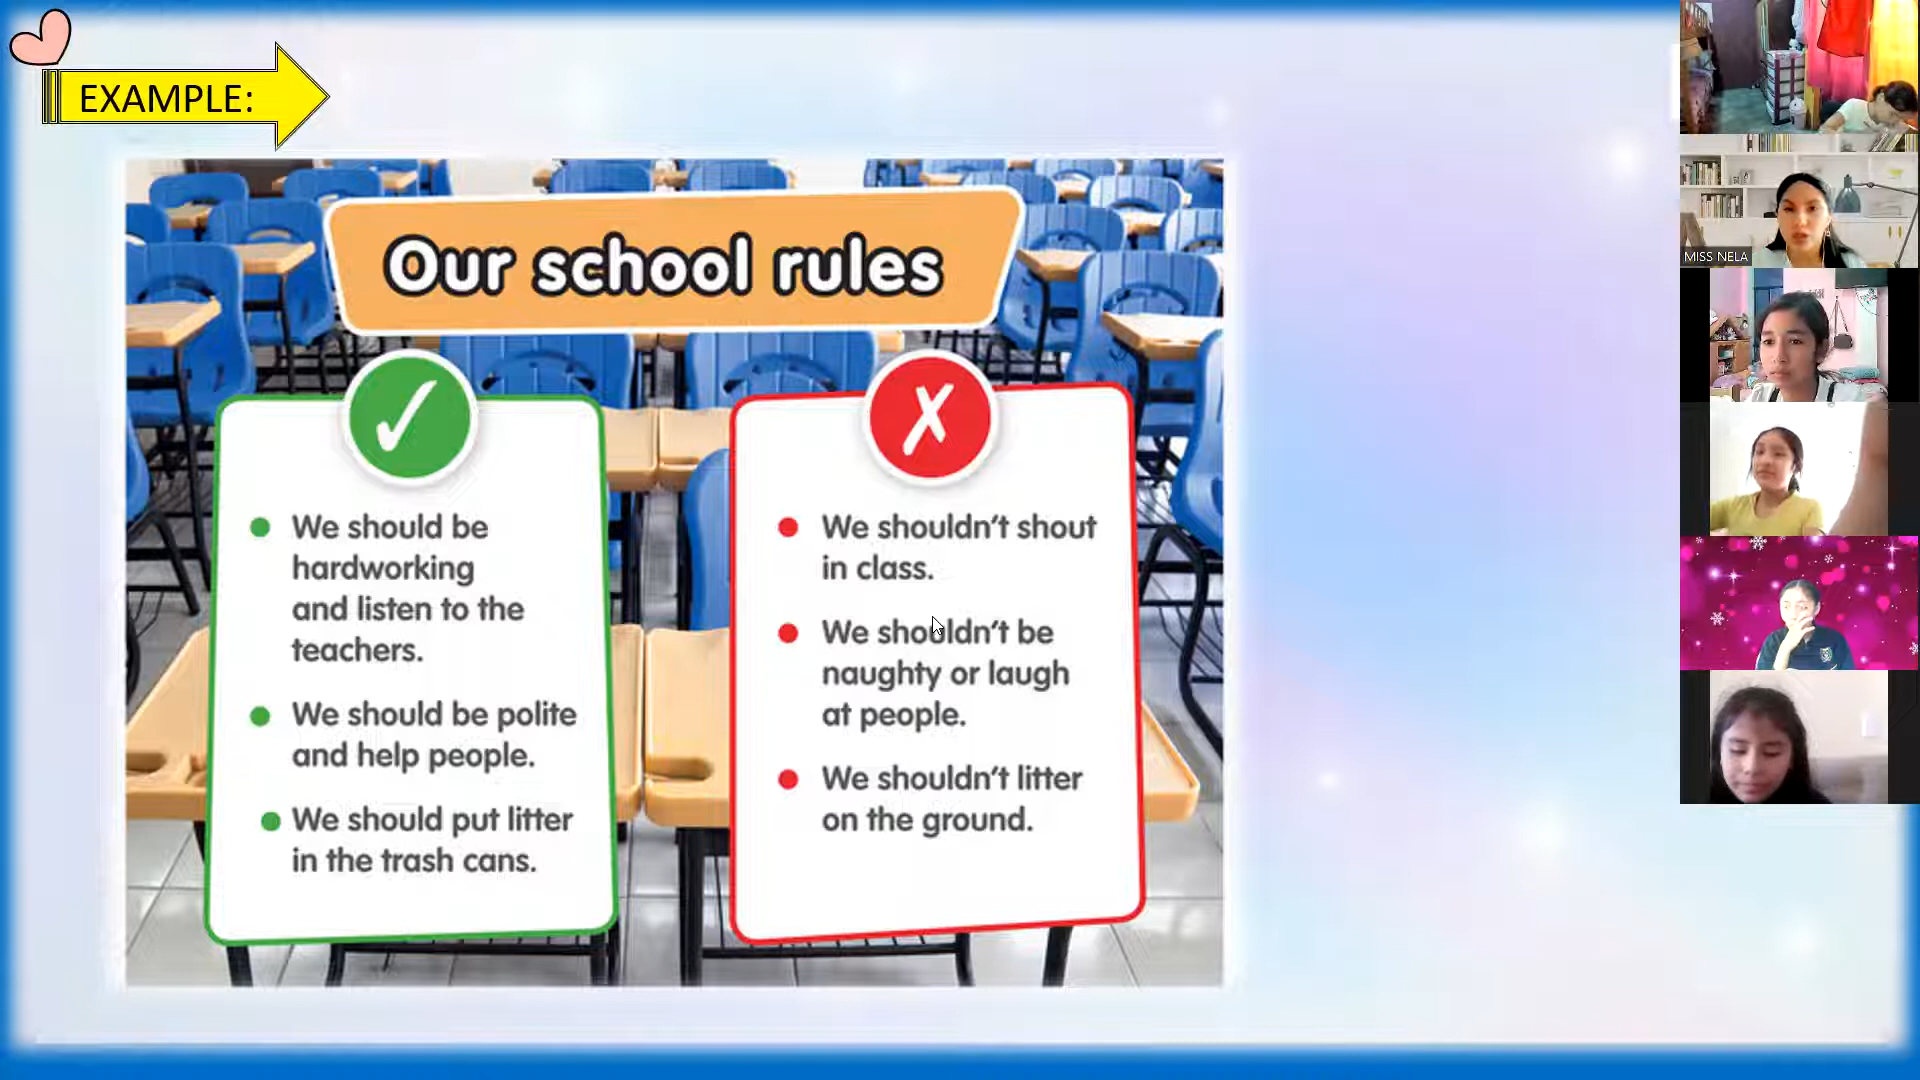 EXAMPLE:
Our school rules
We should be
hardworking
and listen to the
teachers.
We should be polite
and help people.
We should put litter
in the trash cans.
We shouldn't shout
in class.
We shouldn't be
naughty or laugh
at people.
We shouldn't litter
on the ground.
MISS NELA